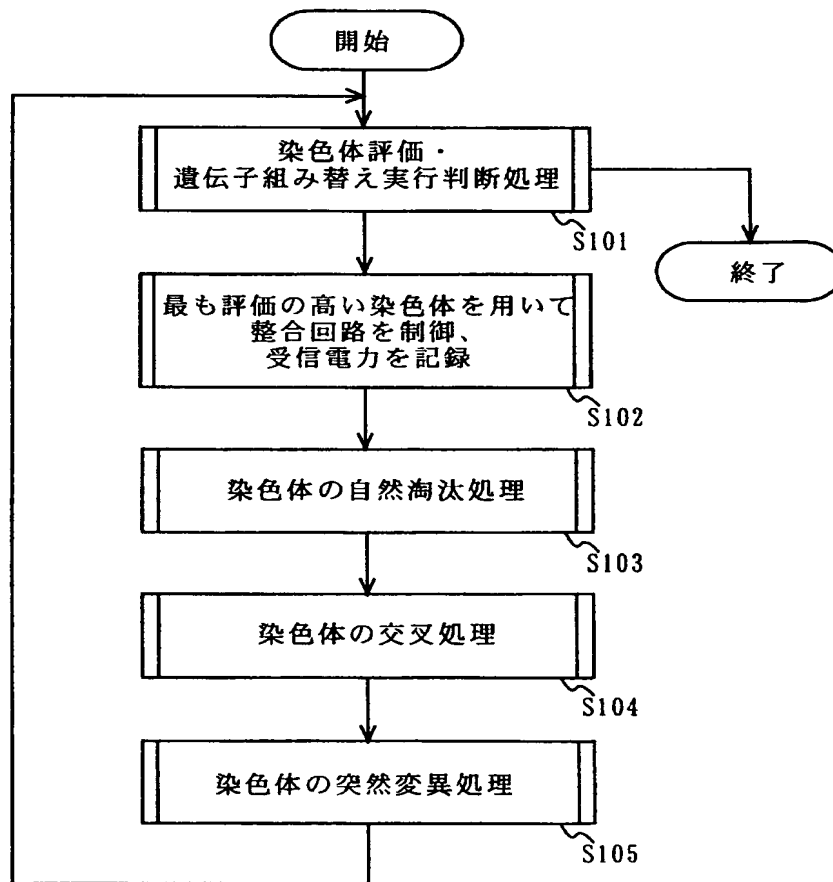 開始
染色体評価・
遺伝子組み替え実行判断処理
S101
終了
最も評価の高い染色体を用いて
整合回路を制御、
受信電力を記録
S102
染色体の自然淘汰処理
S103
染色体の交叉処理
S104
染色体の突然変異処理
S105